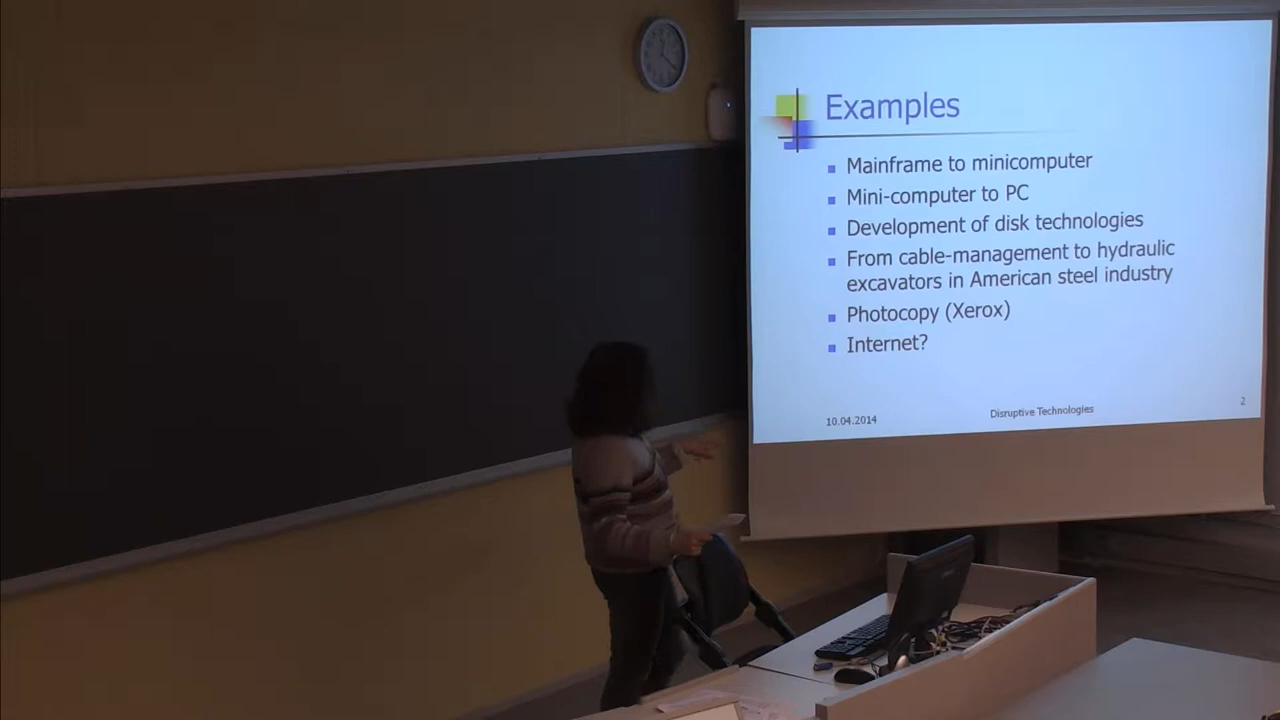 Examples
Mainframe to minicomputer
Mini-computer to PC
Development of disk technologies
From cable-management to hydraulic
excavators in American steel industry
Photocopy (Xerox)
Internet?
10.04.2014
Disruptive Technologies
2